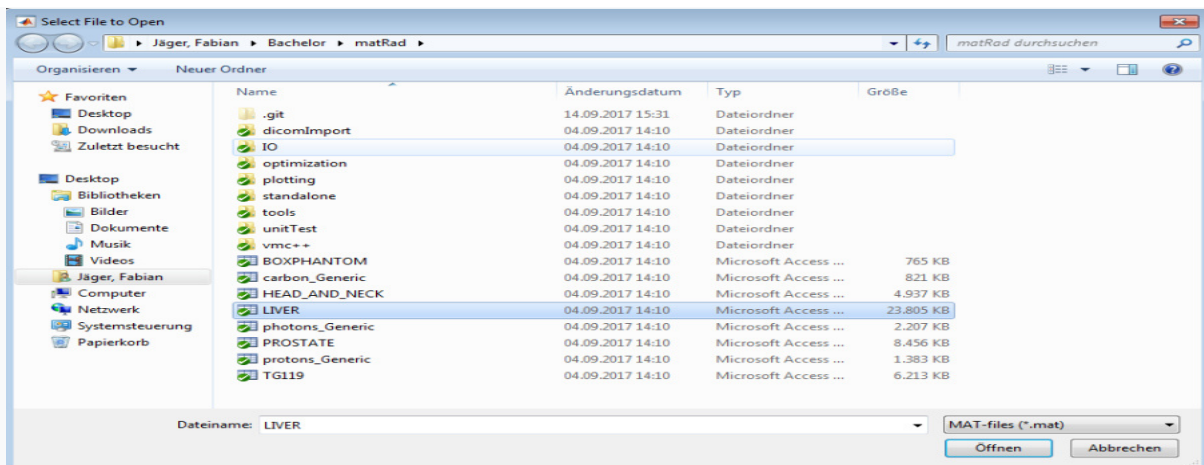 Select File to Open
Jäger, Fabian Bachelor matRad matRad durchsuchen
Organisieren Neuer Ordner
Favoriten
Desktop
Downloads
Zuletzt besucht
Desktop
Bibliotheken
Bilder
Dokumente
Musik
Videos
Jäger, Fabian
Computer
Netzwerk
Systemsteuerung
Papierkorb
Name Änderungsdatum Typ Größe
.git 14.09.2017 15:31 Dateiordner
dicomImport 04.09.2017 14:10 Dateiordner
IO 04.09.2017 14:10 Dateiordner
optimization 04.09.2017 14:10 Dateiordner
plotting 04.09.2017 14:10 Dateiordner
standalone 04.09.2017 14:10 Dateiordner
tools 04.09.2017 14:10 Dateiordner
unitTest 04.09.2017 14:10 Dateiordner
vmc++ 04.09.2017 14:10 Dateiordner
BOXPHANTOM 04.09.2017 14:10 Microsoft Access ... 765 KB
carbon_Generic 04.09.2017 14:10 Microsoft Access ... 821 KB
HEAD_AND_NECK 04.09.2017 14:10 Microsoft Access ... 4.937 KB
LIVER 04.09.2017 14:10 Microsoft Access ... 23.805 KB
photons_Generic 04.09.2017 14:10 Microsoft Access ... 2.207 KB
PROSTATE 04.09.2017 14:10 Microsoft Access ... 8.456 KB
protons_Generic 04.09.2017 14:10 Microsoft Access ... 1.383 KB
TG119 04.09.2017 14:10 Microsoft Access ... 6.213 KB
Dateiname: LIVER MAT-files (*.mat)
Öffnen Abbrechen